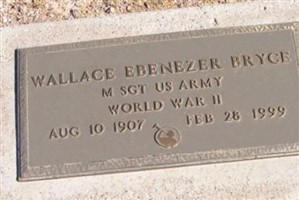 WALLACE EBENEZER BRYCE
M SGT US ARMY
WORLD WAR II
AUG 10 1907 FEB 28 1999